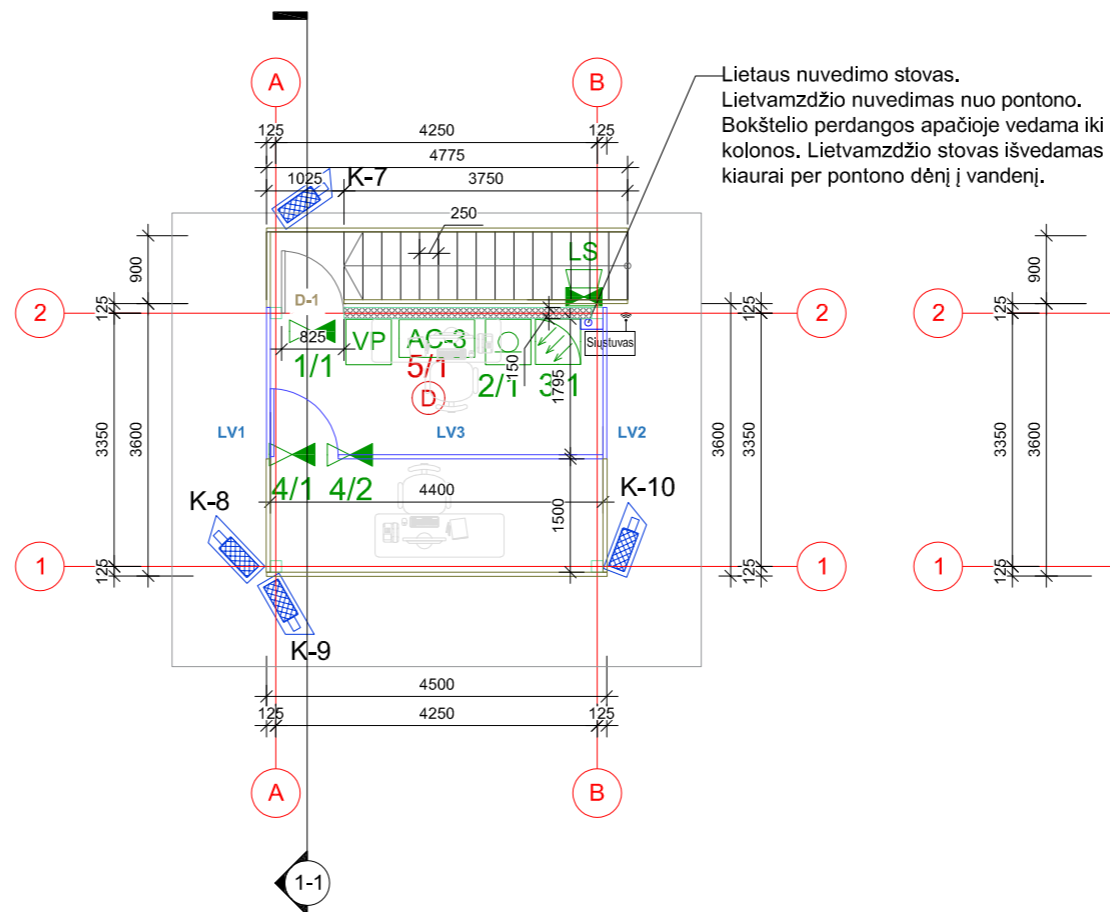 A
B
Lietaus nuvedimo stovas.
Lietvamzdžio nuvedimas nuo pontono.
Bokštelio perdangos apačioje vedama iki
kolonos. Lietvamzdžio stovas išvedamas
kiaurai per pontono dėnį į vandenį.
125 4250 125
4775
1025 3750
K-7
250
900
LS
900
D-1
2 125 125 2 2 125
Siųstuvas
825
VP AC-3
1/1 5/1 2/1 150 3/1
1795
D
3350 3600 3600 3350 3350 3600
LV1 LV3 LV2
4/1 4/2
4400
K-8 K-10
1500
1 125 125 1 1 125
K-9
4500
125 4250 125
A B
1-1